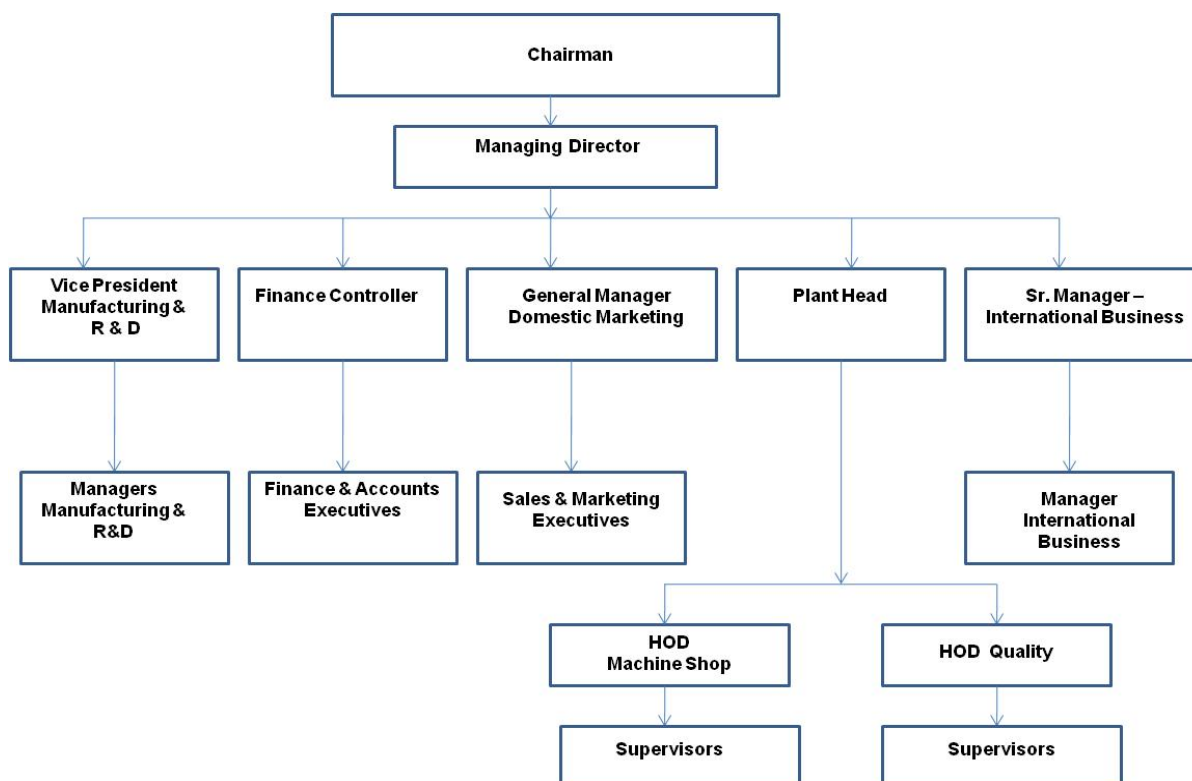 Chairman
Managing Director
Vice President
Manufacturing &
R & D
Finance Controller
General Manager
Domestic Marketing
Plant Head
Sr. Manager –
International Business
Managers
Manufacturing &
R&D
Finance & Accounts
Executives
Sales & Marketing
Executives
Manager
International
Business
HOD
Machine Shop
HOD Quality
Supervisors
Supervisors